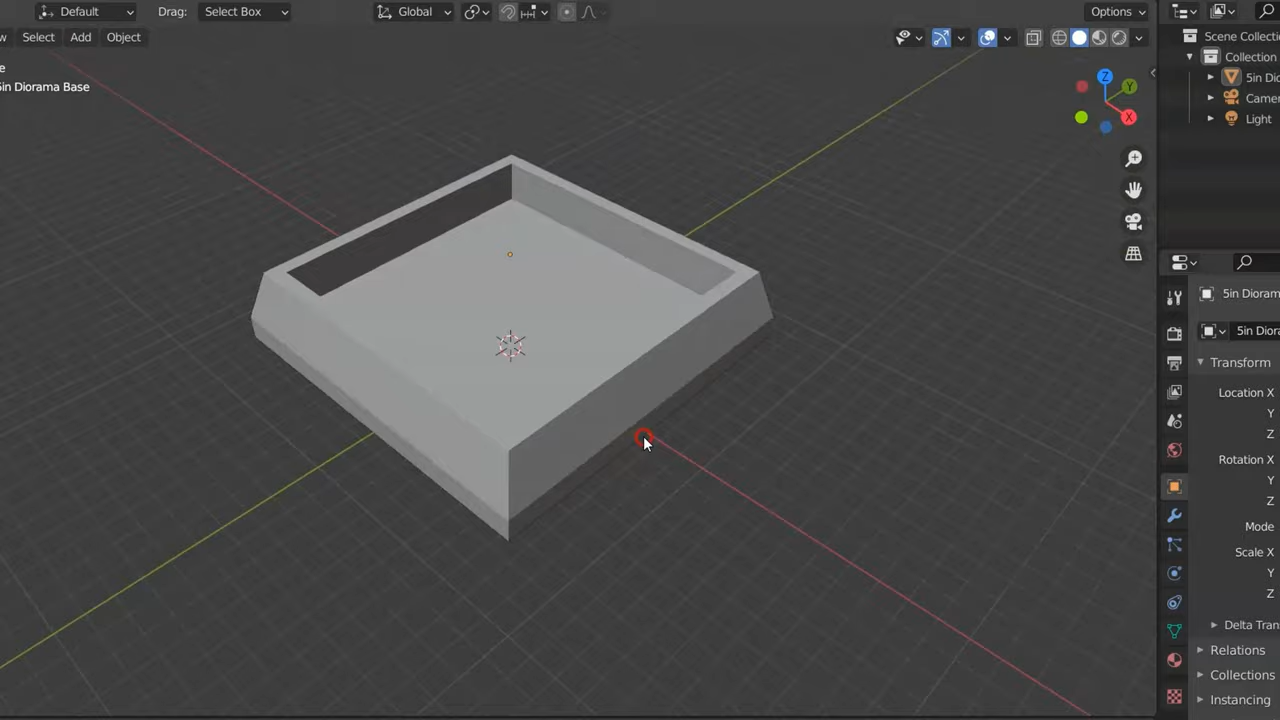 Default
Drag:
Select Box
Global
Options
Select
Add
Object
5in Diorama Base
Z
Y
X
Scene Collecti
Collection
5in Dio
Camer
Light
5in Dioram
5in Diora
Transform
Location X
Y
Z
Rotation X
Y
Z
Mode
Scale X
Y
Z
Delta Tran
Relations
Collections
Instancing